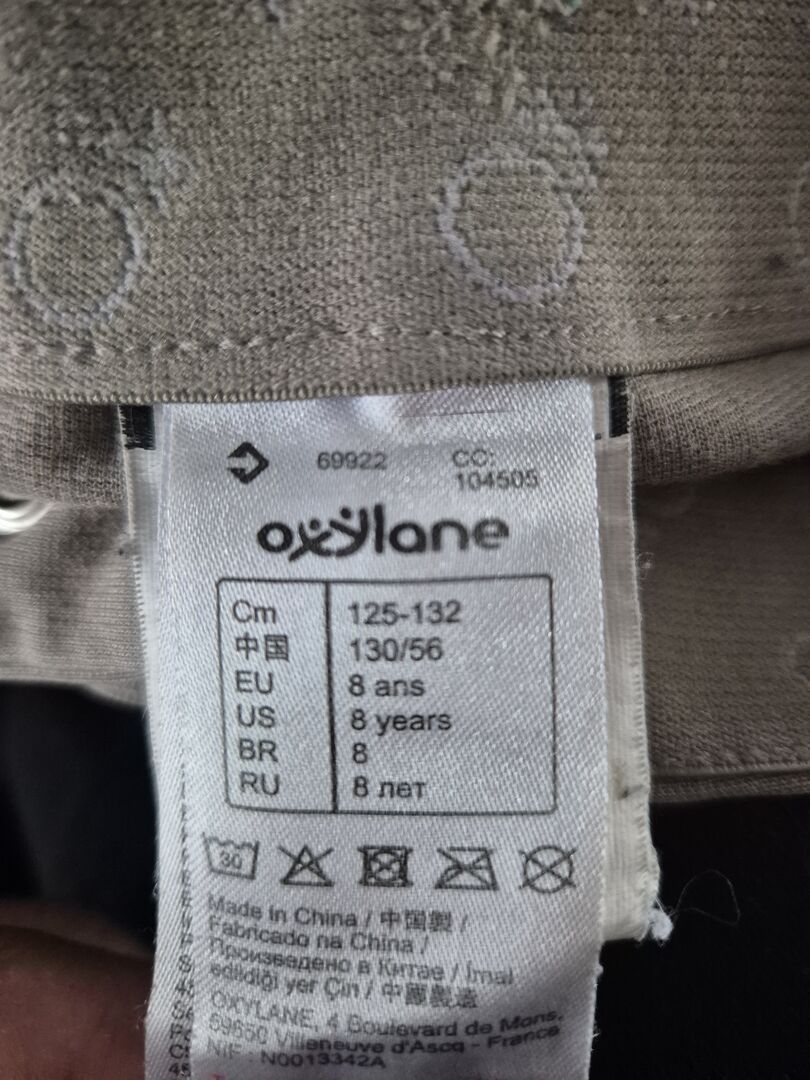 69922
CC:
104505
oxylane
Cm 125-132
中国 130/56
EU 8 ans
US 8 years
BR 8
RU 8 лет
30
Made in China / 中国製 /
Fabricado na China /
Произведено в Китае / İmal
edildiği yer Çin / 中國製造
OXYLANE, 4 Boulevard de Mons,
59650 Villeneuve d'Ascq - France
NIF : N0013342A